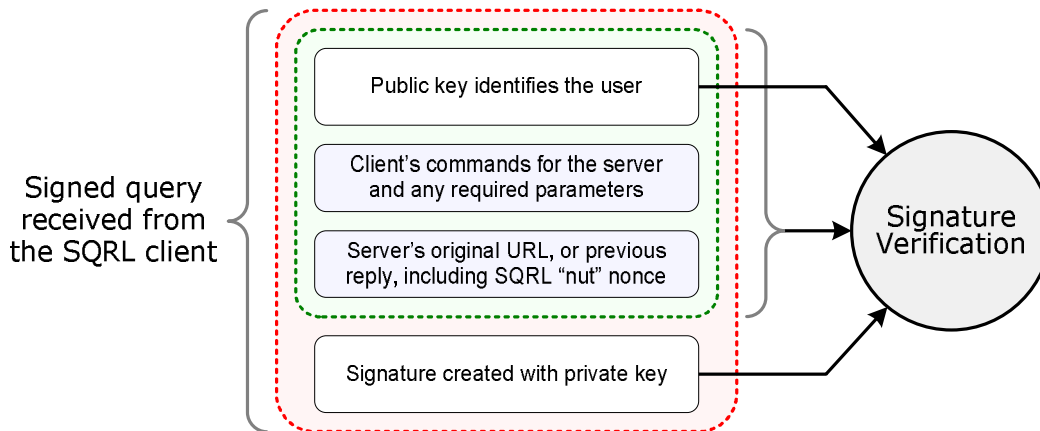 Public key identifies the user
Client’s commands for the server
and any required parameters
Signed query
received from
the SQRL client
Server’s original URL, or previous
reply, including SQRL “nut” nonce
Signature created with private key
Signature
Verification